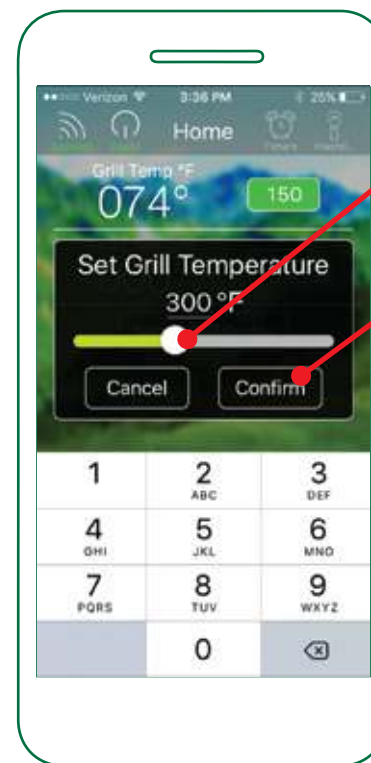 Verizon 3:36 PM 25%
Home
Grill Temp °F
074° 150
Set Grill Temperature
300 °F
Cancel Confirm
1 2 3
ABC DEF
4 5 6
GHI JKL MNO
7 8 9
PQRS TUV WXYZ
0